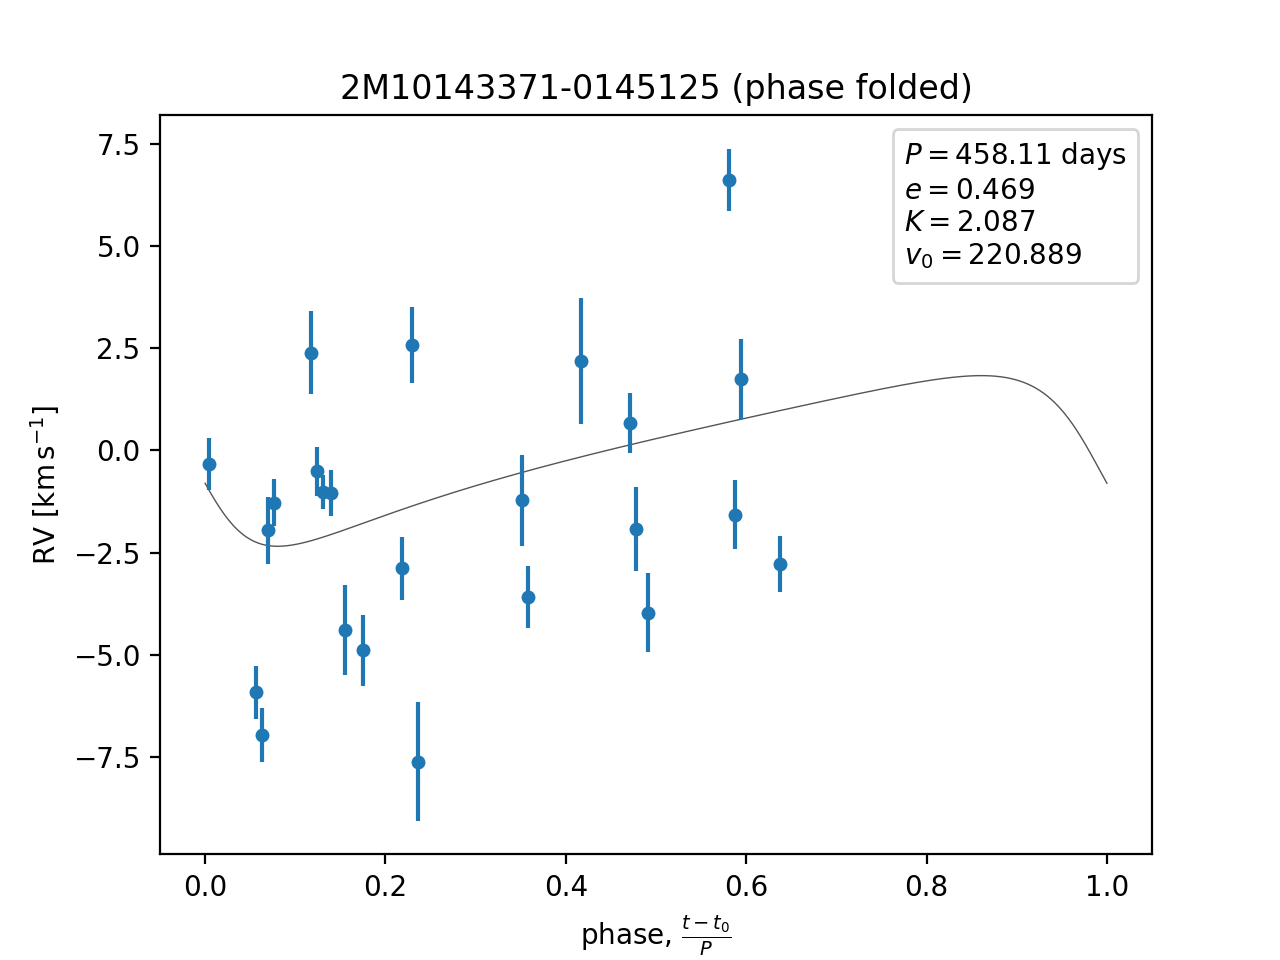 2M10143371-0145125 (phase folded)
P = 458.11 days
e = 0.469
K = 2.087
v₀ = 220.889
7.5
5.0
2.5
0.0
−2.5
−5.0
−7.5
RV [km s⁻¹]
0.0 0.2 0.4 0.6 0.8 1.0
phase, (t − t₀)/P